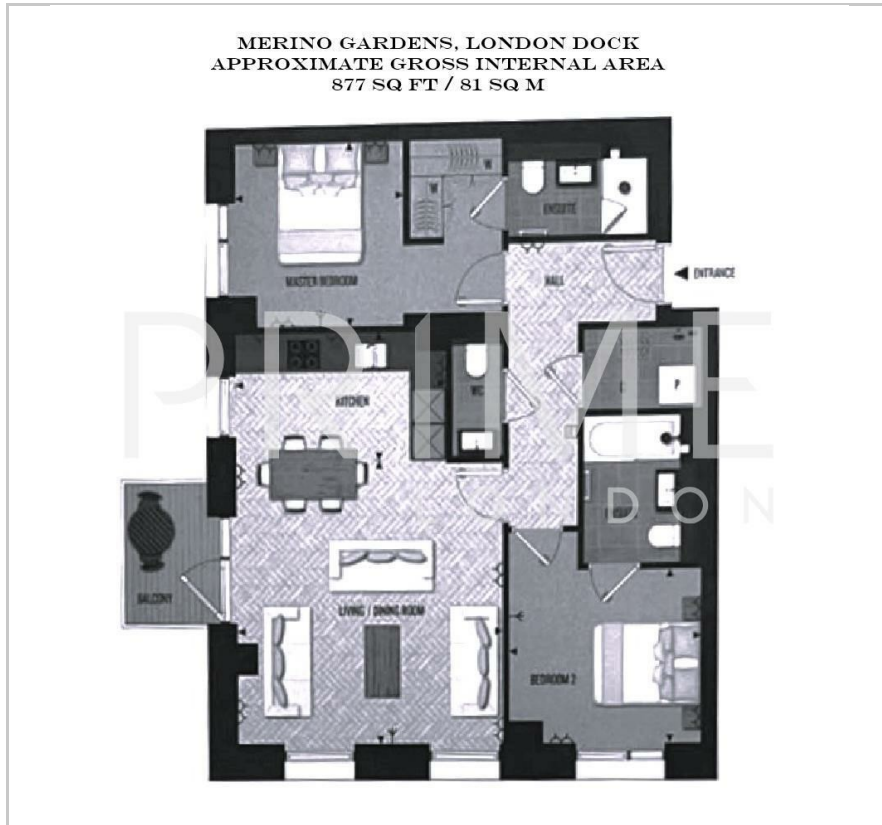 MERINO GARDENS, LONDON DOCK
APPROXIMATE GROSS INTERNAL AREA
877 SQ FT / 81 SQ M
W
ENSUITE
W
MASTER BEDROOM
HALL
ENTRANCE
PRIME
LONDON
KITCHEN
WC
C
BALCONY
LIVING / DINING ROOM
BEDROOM 2